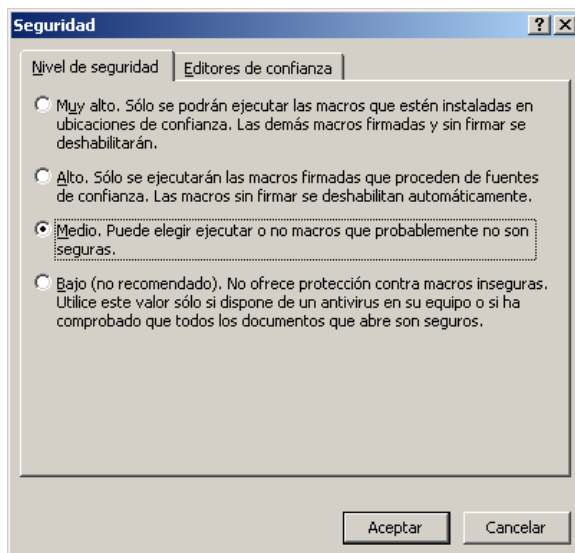 Seguridad
Nivel de seguridad
Editores de confianza
Muy alto. Sólo se podrán ejecutar las macros que estén instaladas en
ubicaciones de confianza. Las demás macros firmadas y sin firmar se
deshabilitarán.
Alto. Sólo se ejecutarán las macros firmadas que proceden de fuentes
de confianza. Las macros sin firmar se deshabilitan automáticamente.
Medio. Puede elegir ejecutar o no macros que probablemente no son
seguras.
Bajo (no recomendado). No ofrece protección contra macros inseguras.
Utilice este valor sólo si dispone de un antivirus en su equipo o si ha
comprobado que todos los documentos que abre son seguros.
Aceptar
Cancelar